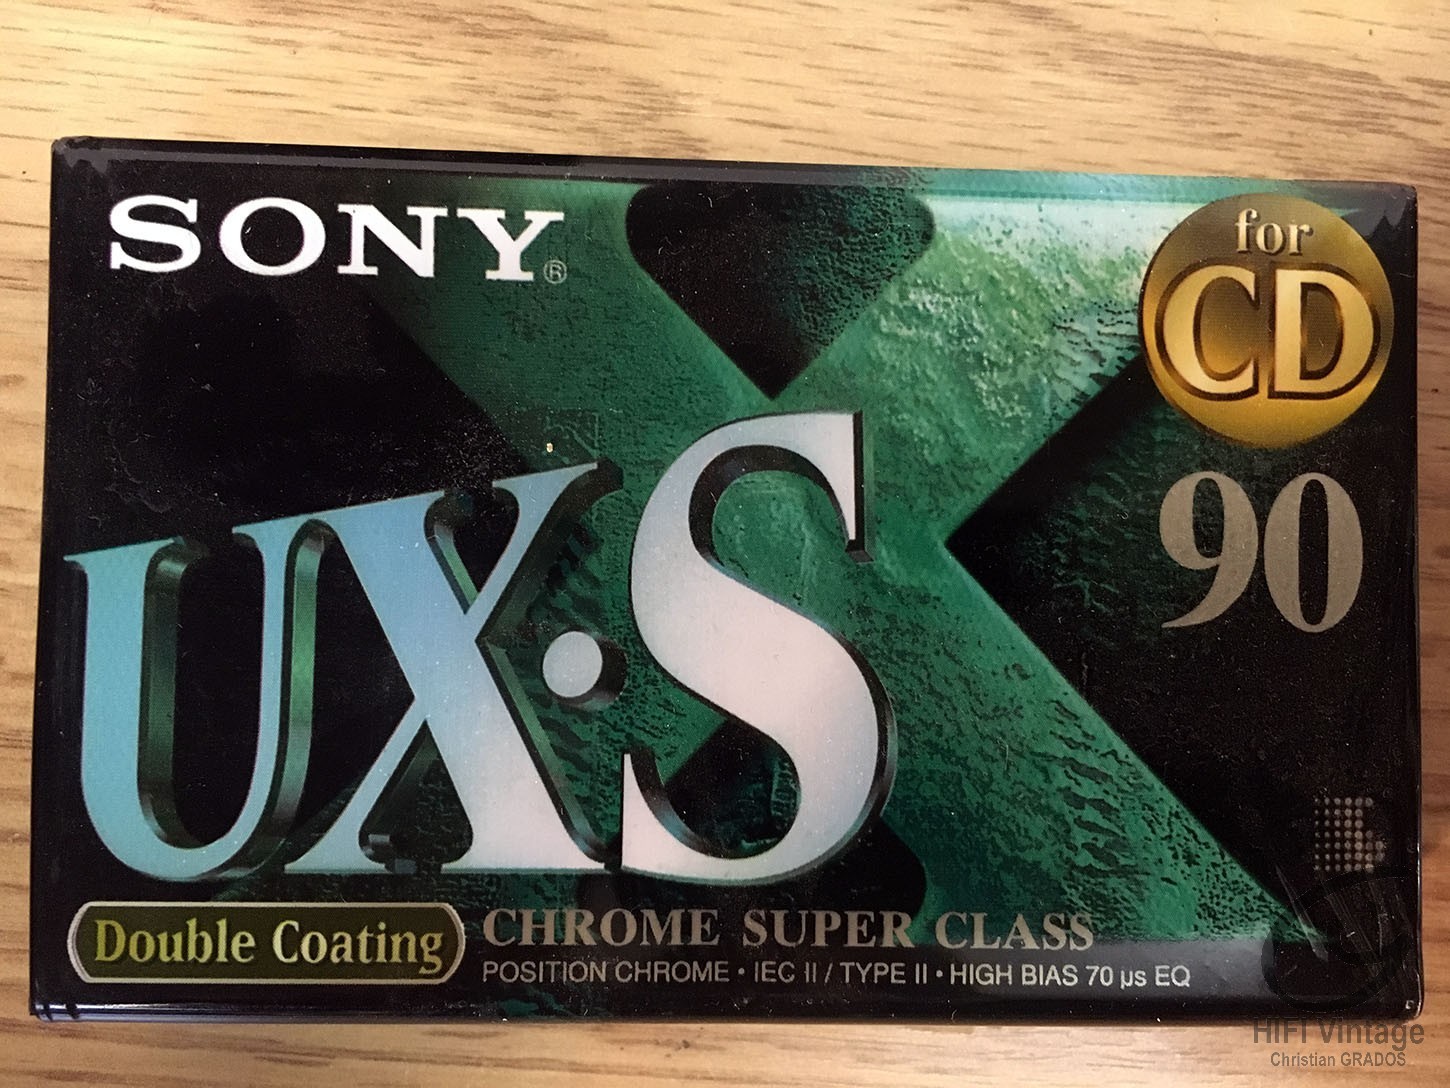 SONY®
for
CD
90
UX·S
Double Coating
CHROME SUPER CLASS
POSITION CHROME • IEC II / TYPE II • HIGH BIAS 70 µs EQ
HIFI Vintage
Christian GRADOS